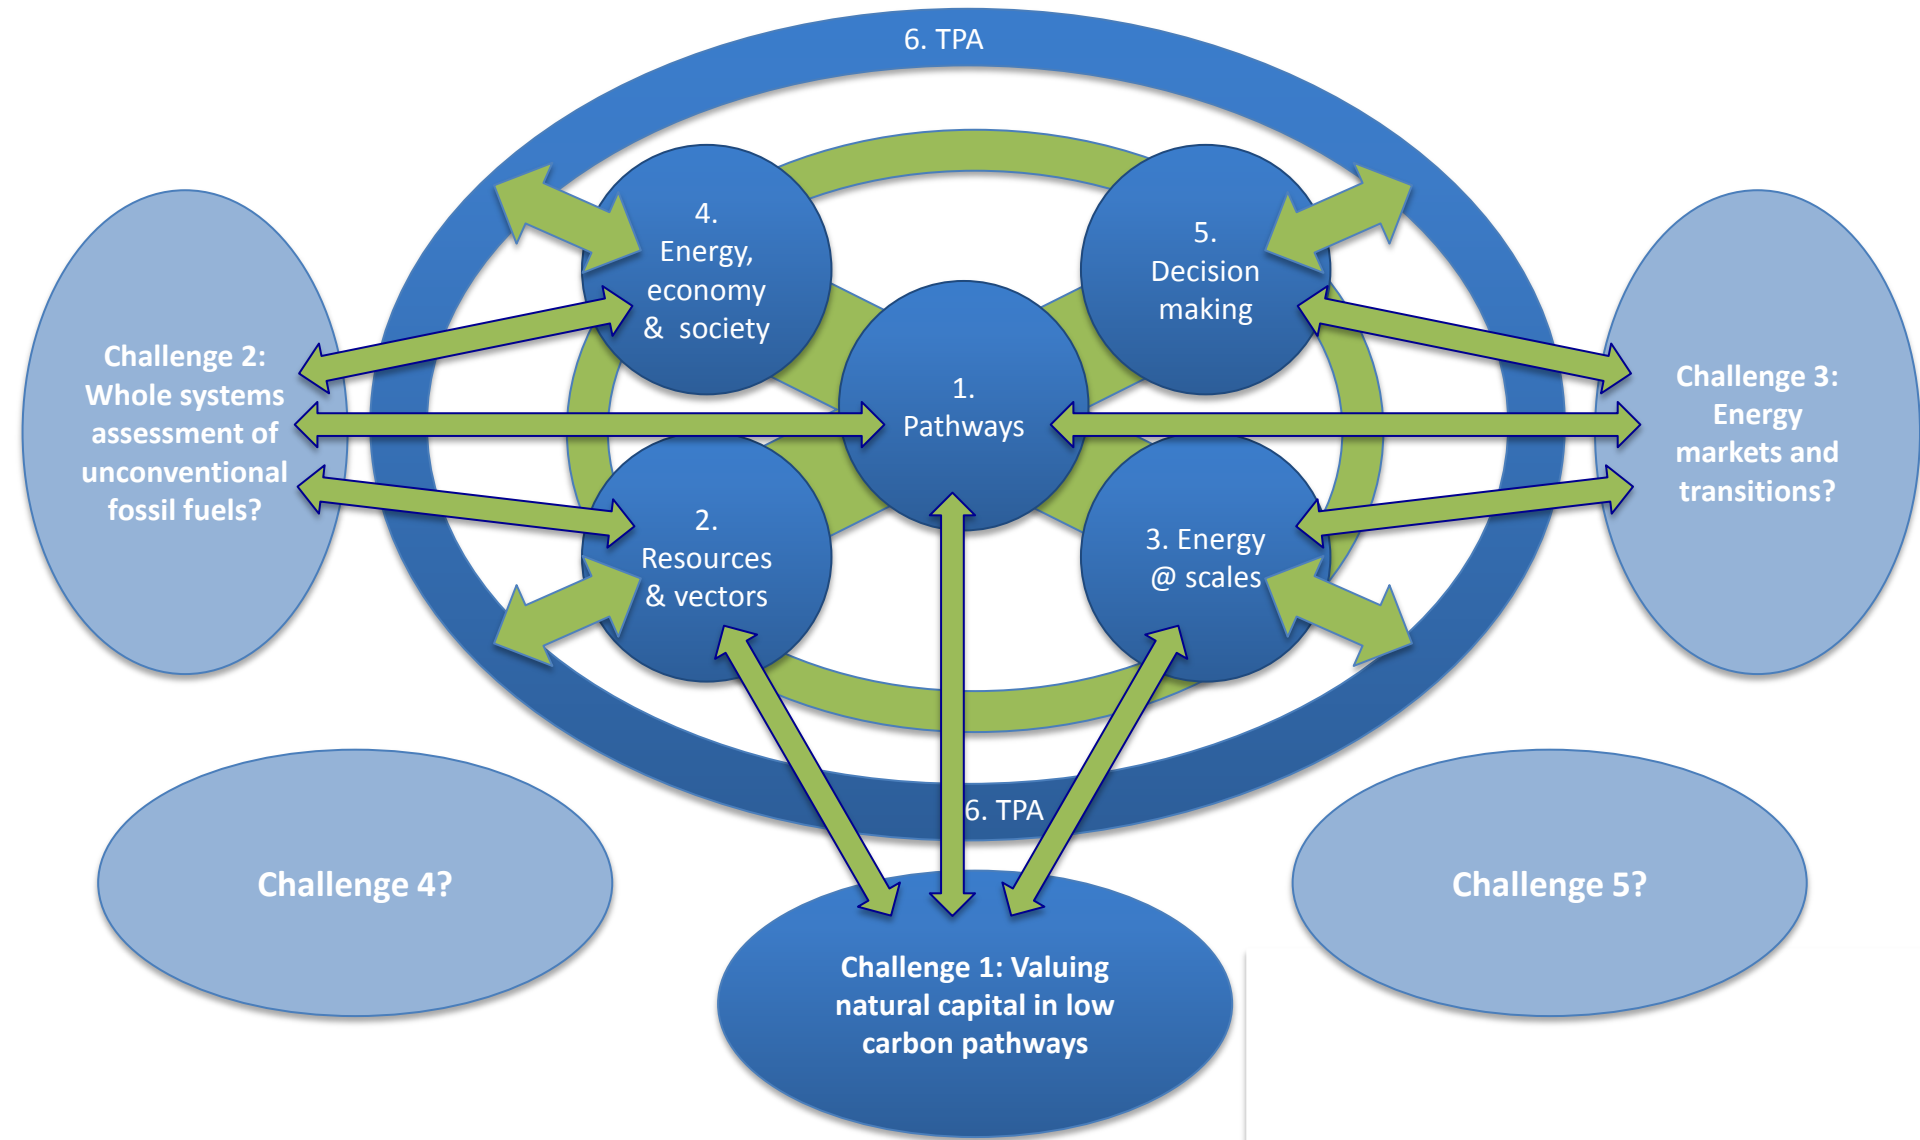 6. TPA
4.
Energy,
economy
& society
5.
Decision
making
1.
Pathways
2.
Resources
& vectors
3. Energy
@ scales
6. TPA
Challenge 2:
Whole systems
assessment of
unconventional
fossil fuels?
Challenge 3:
Energy
markets and
transitions?
Challenge 4?
Challenge 5?
Challenge 1: Valuing
natural capital in low
carbon pathways